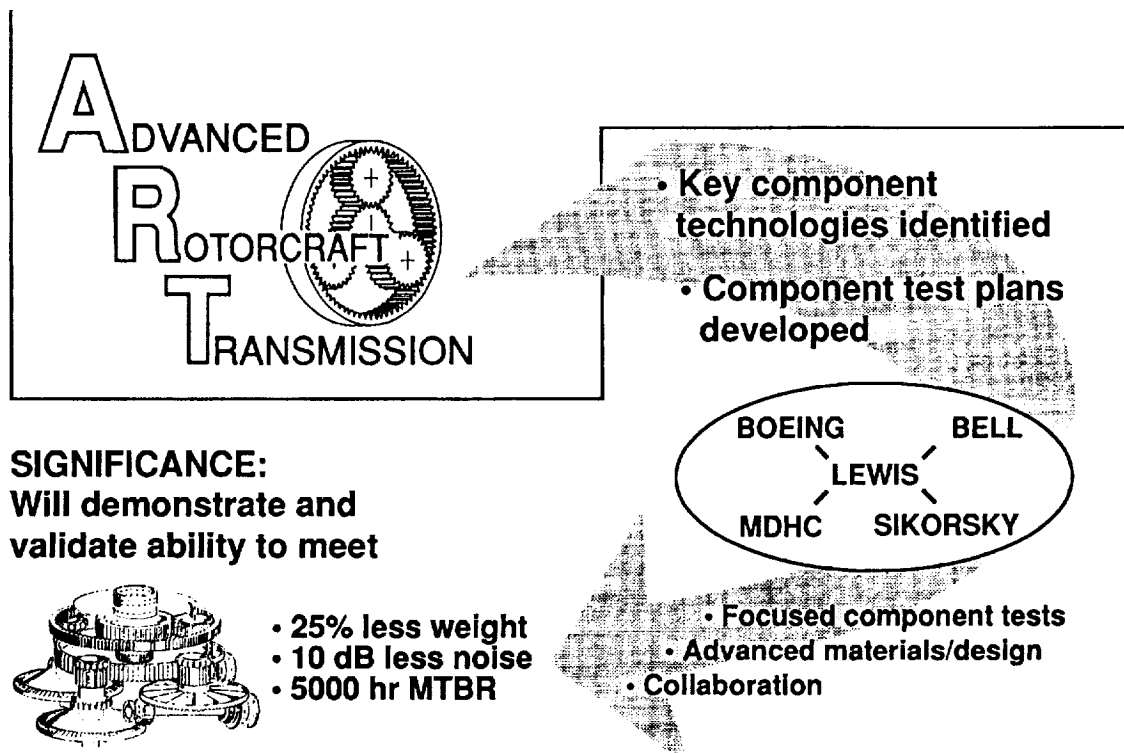 ADVANCED
ROTORCRAFT
TRANSMISSION
• Key component
technologies identified
• Component test plans
developed
BOEING BELL
LEWIS
MDHC SIKORSKY
• Focused component tests
• Advanced materials/design
• Collaboration
SIGNIFICANCE:
Will demonstrate and
validate ability to meet
• 25% less weight
• 10 dB less noise
• 5000 hr MTBR